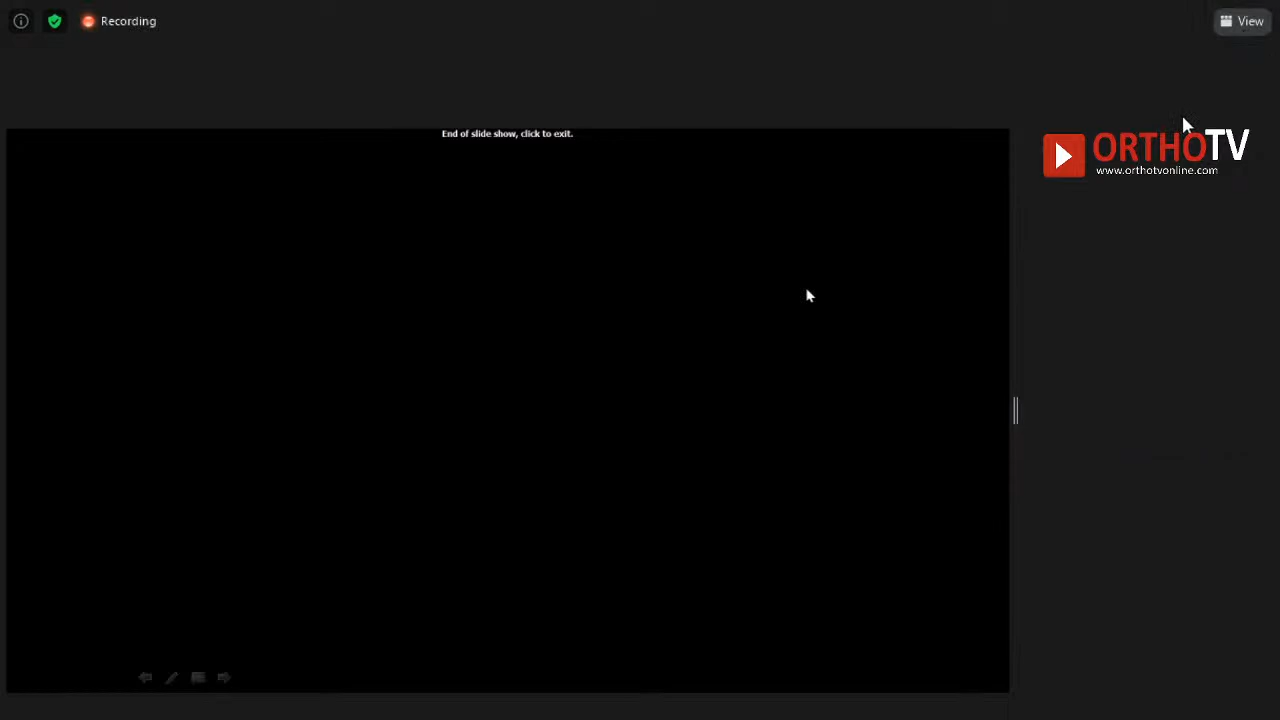 Recording
View
End of slide show, click to exit.
ORTHOTV
www.orthotvonline.com